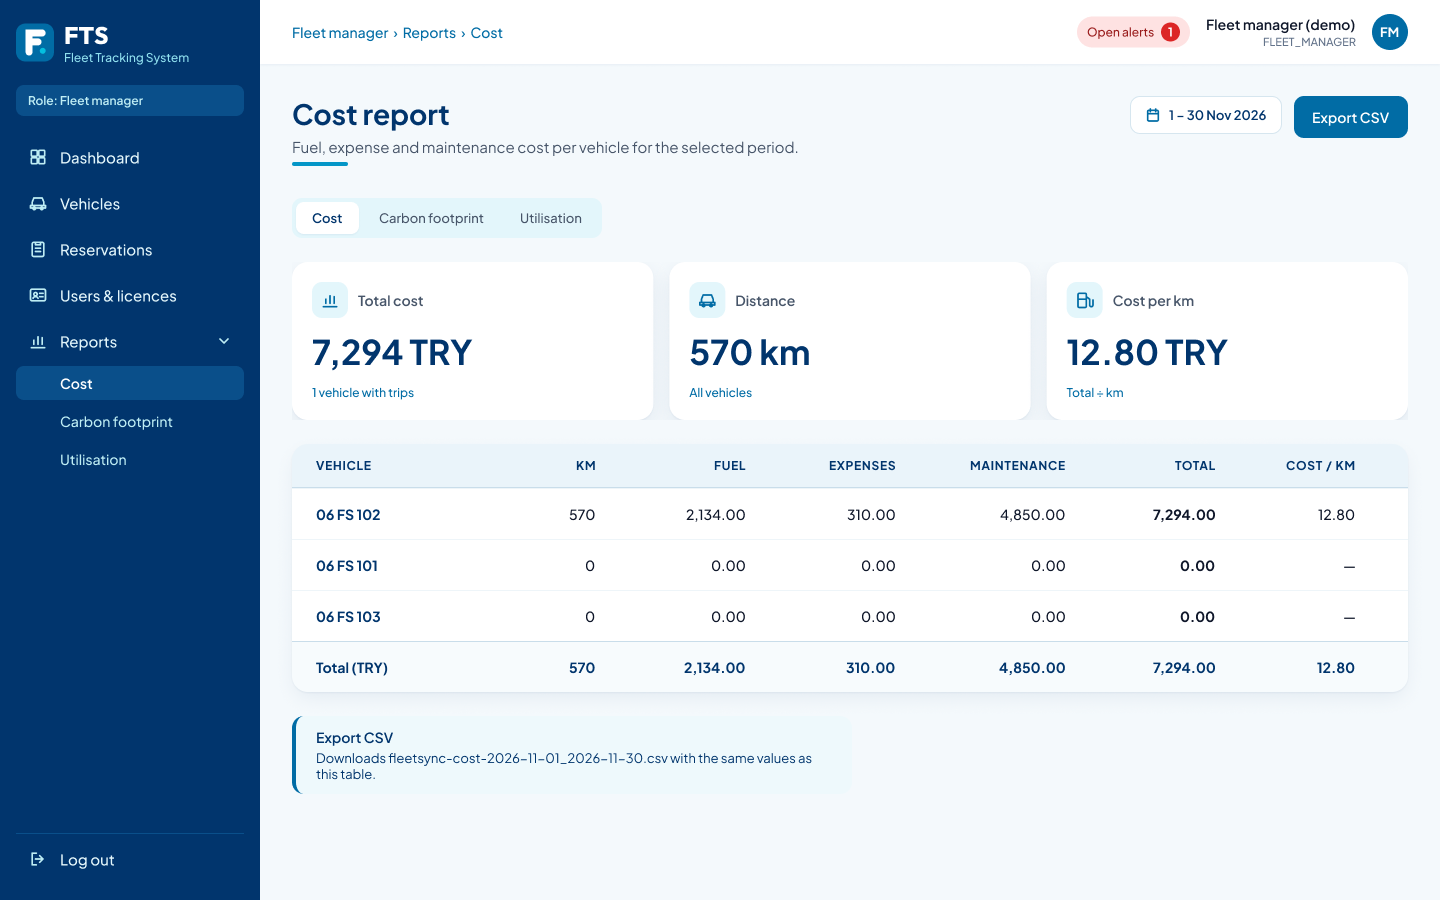 FTS
Fleet Tracking System
Role: Fleet manager
Dashboard
Vehicles
Reservations
Users & licences
Reports
Cost
Carbon footprint
Utilisation
Log out
Fleet manager › Reports › Cost
Open alerts 1
Fleet manager (demo)
FLEET_MANAGER
FM
Cost report
Fuel, expense and maintenance cost per vehicle for the selected period.
1 – 30 Nov 2026
Export CSV
Cost Carbon footprint Utilisation
Total cost
7,294 TRY
1 vehicle with trips
Distance
570 km
All vehicles
Cost per km
12.80 TRY
Total ÷ km
VEHICLE KM FUEL EXPENSES MAINTENANCE TOTAL COST / KM
06 FS 102 570 2,134.00 310.00 4,850.00 7,294.00 12.80
06 FS 101 0 0.00 0.00 0.00 0.00 —
06 FS 103 0 0.00 0.00 0.00 0.00 —
Total (TRY) 570 2,134.00 310.00 4,850.00 7,294.00 12.80
Export CSV
Downloads fleetsync-cost-2026-11-01_2026-11-30.csv with the same values as
this table.